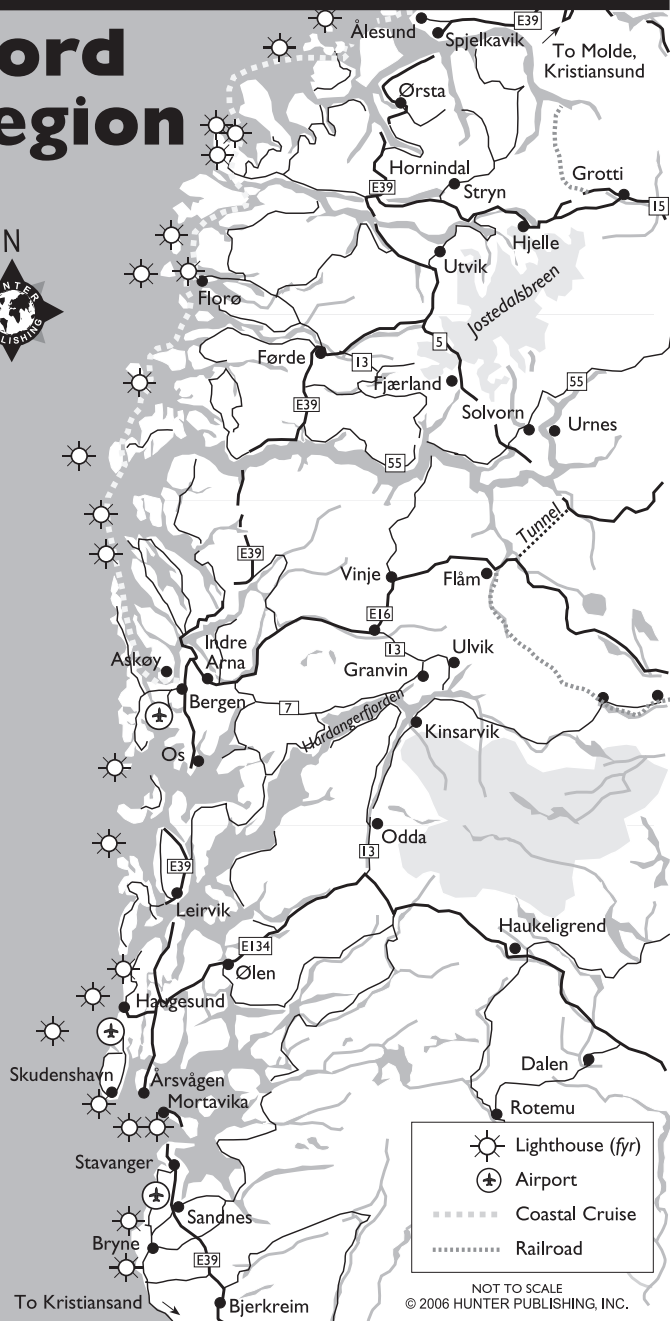 ord
egion
N
Ålesund
Spjelkavik
E39
To Molde,
Kristiansund
Ørsta
Hornindal
E39
Stryn
Grotti
15
Hjelle
Utvik
Florø
Jostedalsbreen
5
Førde
13
Fjærland
55
E39
Solvorn
Urnes
55
Tunnel
E39
Vinje
Flåm
E16
Indre
Arna
13
Ulvik
Askøy
Granvin
Bergen
7
Hardangerfjorden
Kinsarvik
Os
Odda
13
E39
Leirvik
Haukeligrend
E134
Ølen
Haugesund
Dalen
Skudenshavn
Årsvågen
Mortavika
Rotemu
Stavanger
Sandnes
Bryne
E39
To Kristiansand
Bjerkreim
Lighthouse (fyr)
Airport
Coastal Cruise
Railroad
NOT TO SCALE
© 2006 HUNTER PUBLISHING, INC.